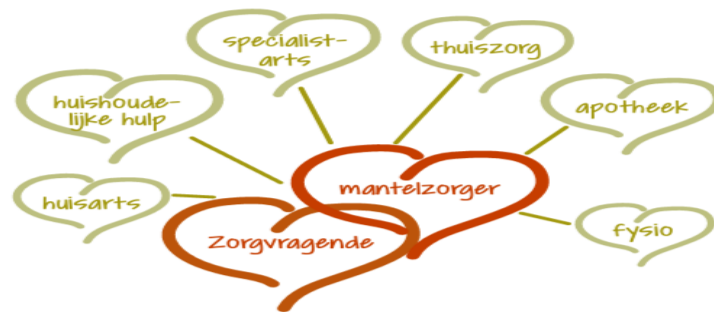 specialist-
arts
thuiszorg
huishoude-
lijke hulp
apotheek
mantelzorger
huisarts
fysio
Zorgvragende